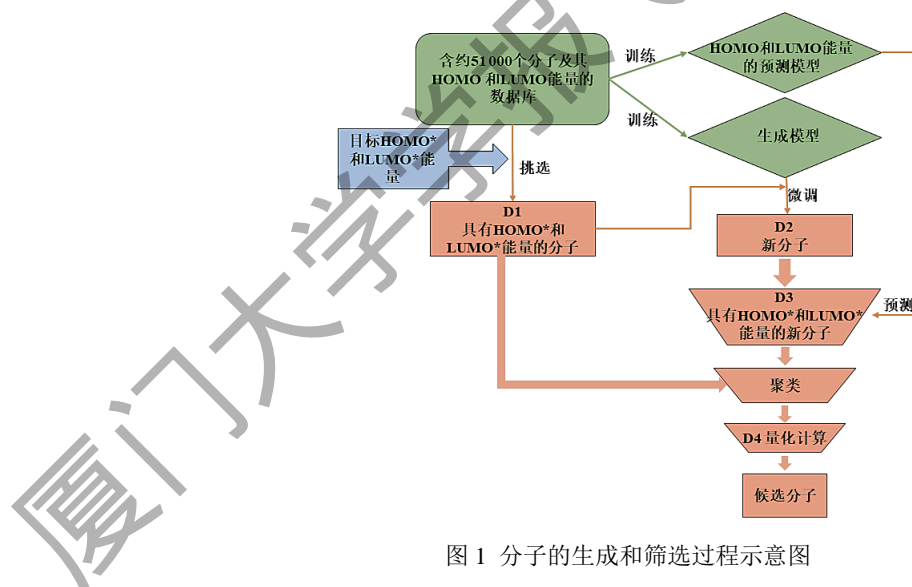 含约51000个分子及其
HOMO 和LUMO能量的
数据库
训练
HOMO和LUMO能量
的预测模型
训练
生成模型
目标HOMO*
和LUMO*能
量
挑选
微调
D1
具有HOMO*和
LUMO*能量的分子
D2
新分子
D3
具有HOMO*和LUMO*
能量的新分子
预测
聚类
D4 量化计算
候选分子
图 1 分子的生成和筛选过程示意图
厦门大学学报